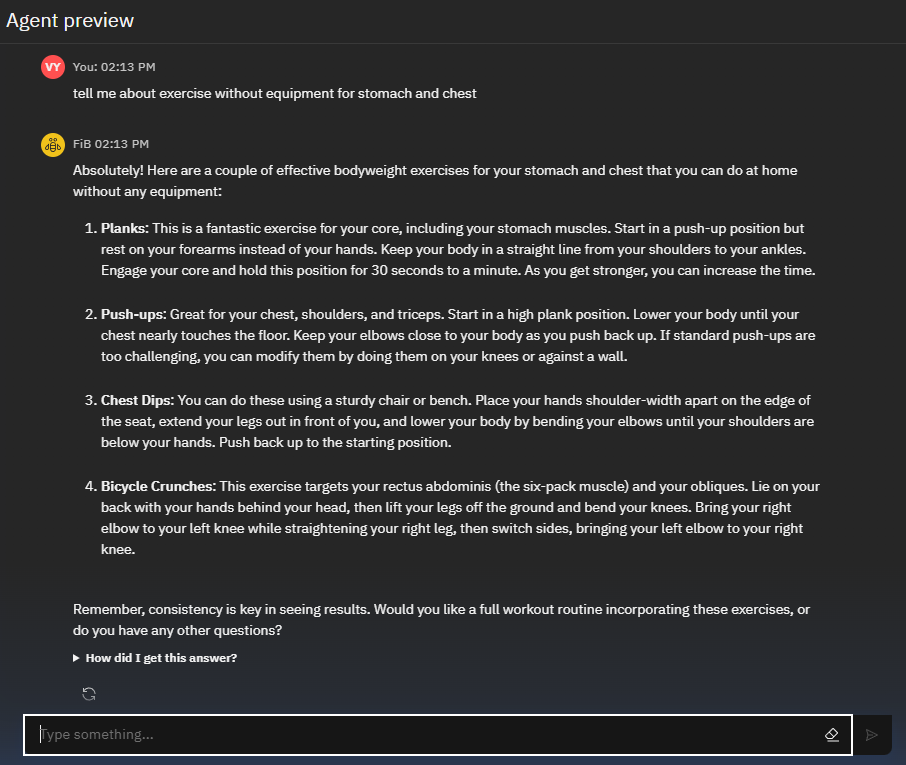 Agent preview
VY
You: 02:13 PM
tell me about exercise without equipment for stomach and chest
FiB 02:13 PM
Absolutely! Here are a couple of effective bodyweight exercises for your stomach and chest that you can do at home
without any equipment:
1. Planks: This is a fantastic exercise for your core, including your stomach muscles. Start in a push-up position but
rest on your forearms instead of your hands. Keep your body in a straight line from your shoulders to your ankles.
Engage your core and hold this position for 30 seconds to a minute. As you get stronger, you can increase the time.
2. Push-ups: Great for your chest, shoulders, and triceps. Start in a high plank position. Lower your body until your
chest nearly touches the floor. Keep your elbows close to your body as you push back up. If standard push-ups are
too challenging, you can modify them by doing them on your knees or against a wall.
3. Chest Dips: You can do these using a sturdy chair or bench. Place your hands shoulder-width apart on the edge of
the seat, extend your legs out in front of you, and lower your body by bending your elbows until your shoulders are
below your hands. Push back up to the starting position.
4. Bicycle Crunches: This exercise targets your rectus abdominis (the six-pack muscle) and your obliques. Lie on your
back with your hands behind your head, then lift your legs off the ground and bend your knees. Bring your right
elbow to your left knee while straightening your right leg, then switch sides, bringing your left elbow to your right
knee.
Remember, consistency is key in seeing results. Would you like a full workout routine incorporating these exercises, or
do you have any other questions?
How did I get this answer?
Type something...